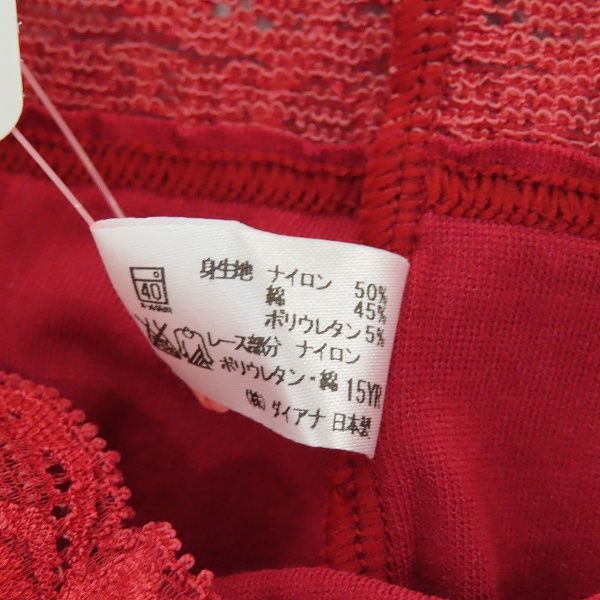 身生地 ナイロン 50%
綿 45%
ポリウレタン 5%
レース部分 ナイロン
ポリウレタン・綿 15YR
(株) ダイアナ 日本製
40